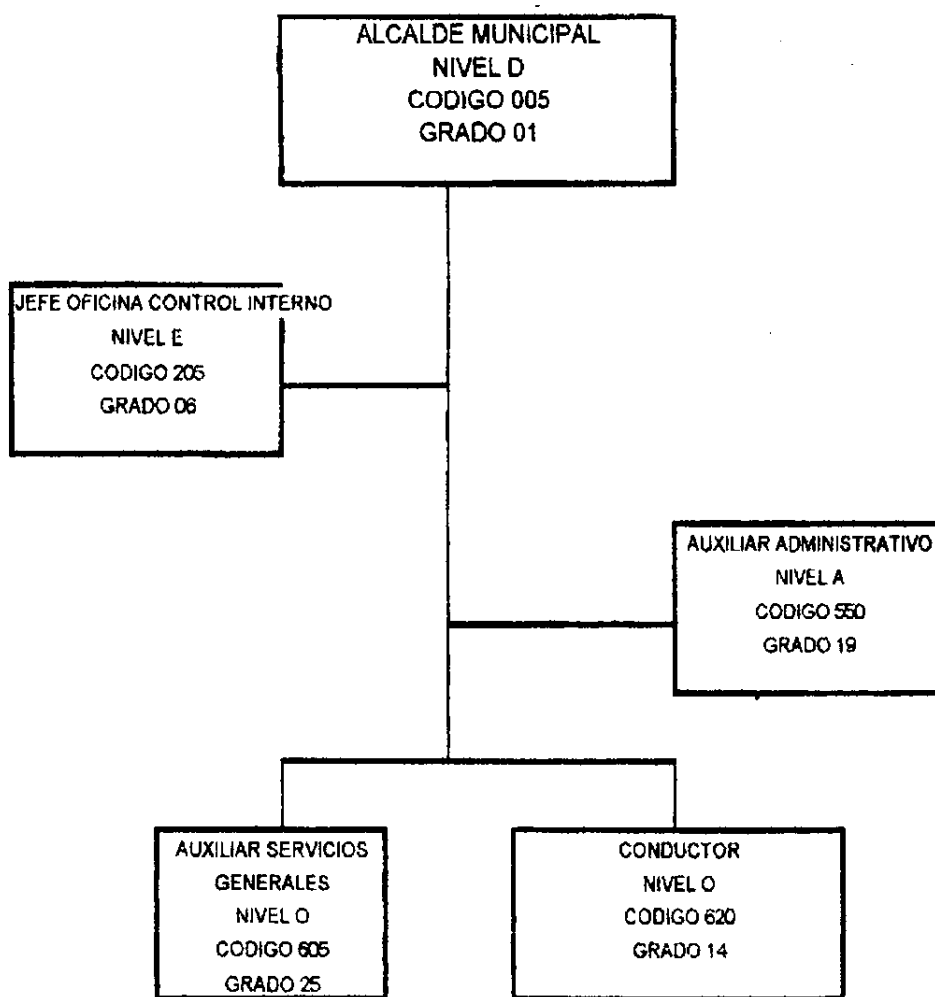 ALCALDE MUNICIPAL
NIVEL D
CODIGO 005
GRADO 01
JEFE OFICINA CONTROL INTERNO
NIVEL E
CODIGO 205
GRADO 06
AUXILIAR ADMINISTRATIVO
NIVEL A
CODIGO 550
GRADO 19
AUXILIAR SERVICIOS
GENERALES
NIVEL O
CODIGO 605
GRADO 25
CONDUCTOR
NIVEL O
CODIGO 620
GRADO 14